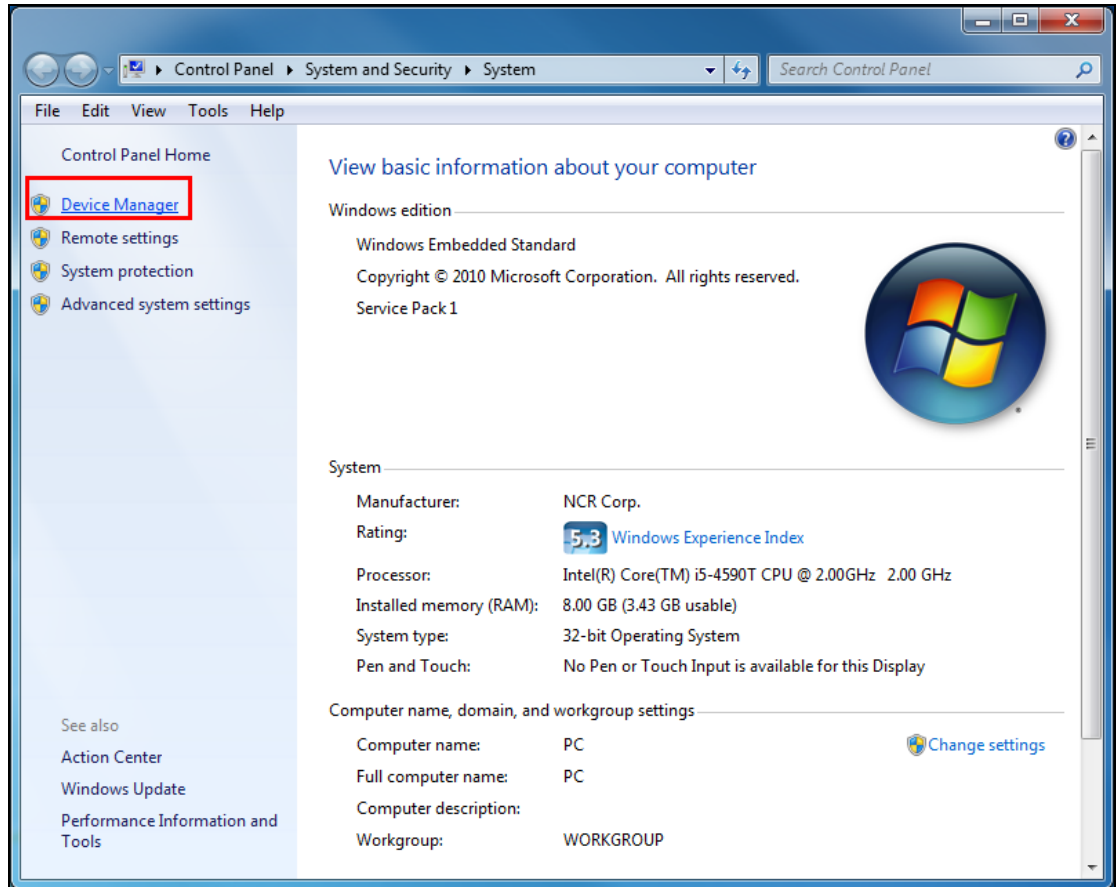 Control Panel ▸ System and Security ▸ System
Search Control Panel
File Edit View Tools Help
Control Panel Home
Device Manager
Remote settings
System protection
Advanced system settings
See also
Action Center
Windows Update
Performance Information and
Tools
View basic information about your computer
Windows edition
Windows Embedded Standard
Copyright © 2010 Microsoft Corporation. All rights reserved.
Service Pack 1
System
Manufacturer: NCR Corp.
Rating: 5.3 Windows Experience Index
Processor: Intel(R) Core(TM) i5-4590T CPU @ 2.00GHz 2.00 GHz
Installed memory (RAM): 8.00 GB (3.43 GB usable)
System type: 32-bit Operating System
Pen and Touch: No Pen or Touch Input is available for this Display
Computer name, domain, and workgroup settings
Computer name: PC Change settings
Full computer name: PC
Computer description:
Workgroup: WORKGROUP